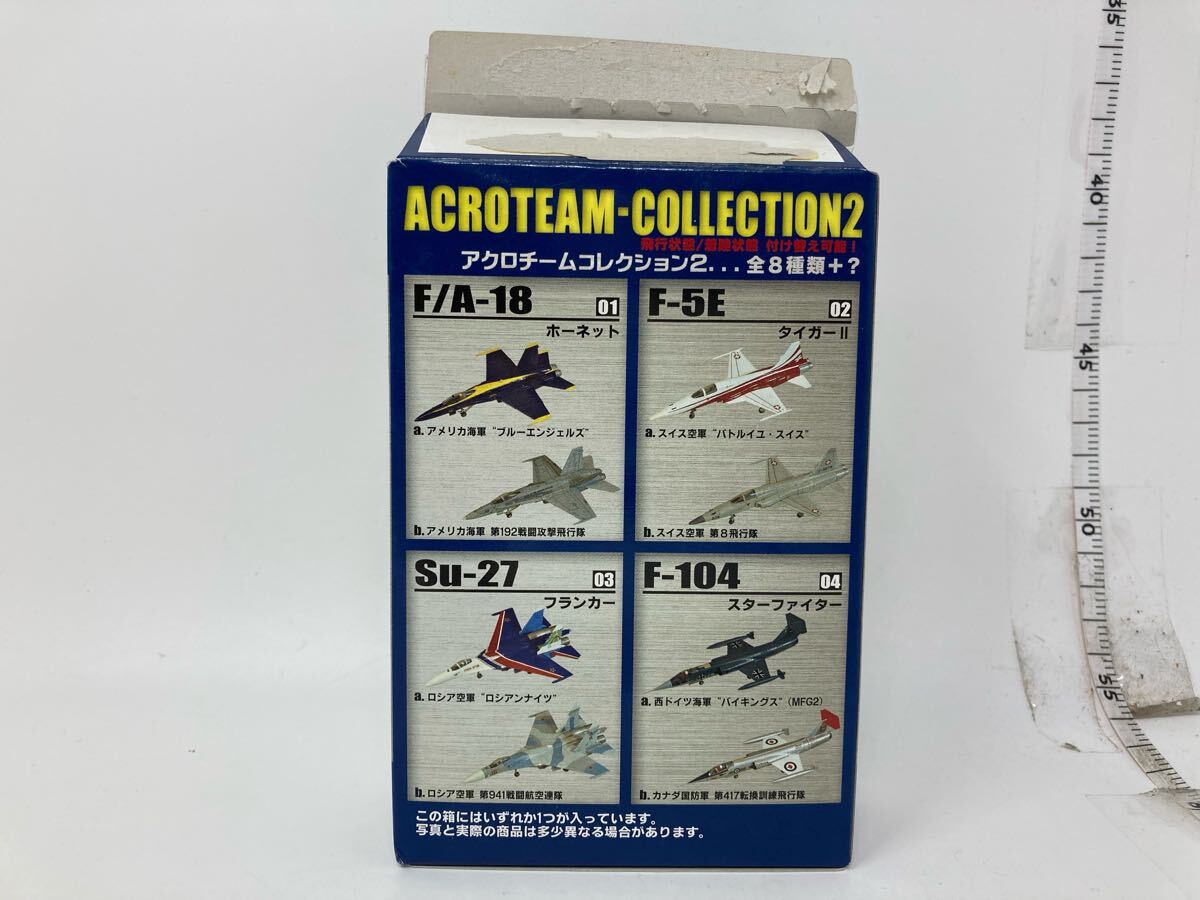 ACROTEAM-COLLECTION2
飛行状態/着陸状態 付け替え可能！
アクロチームコレクション2...全8種類＋？
F/A-18 01
ホーネット
a. アメリカ海軍 "ブルーエンジェルズ"
b. アメリカ海軍 第192戦闘攻撃飛行隊
F-5E 02
タイガーII
a. スイス空軍 "パトルイユ・スイス"
b. スイス空軍 第8飛行隊
Su-27 03
フランカー
a. ロシア空軍 "ロシアンナイツ"
b. ロシア空軍 第941戦闘航空連隊
F-104 04
スターファイター
a. 西ドイツ海軍 "バイキングス"（MFG2）
b. カナダ国防軍 第417転換訓練飛行隊
この箱にはいずれか1つが入っています。
写真と実際の商品は多少異なる場合があります。
35
40
45
50
55